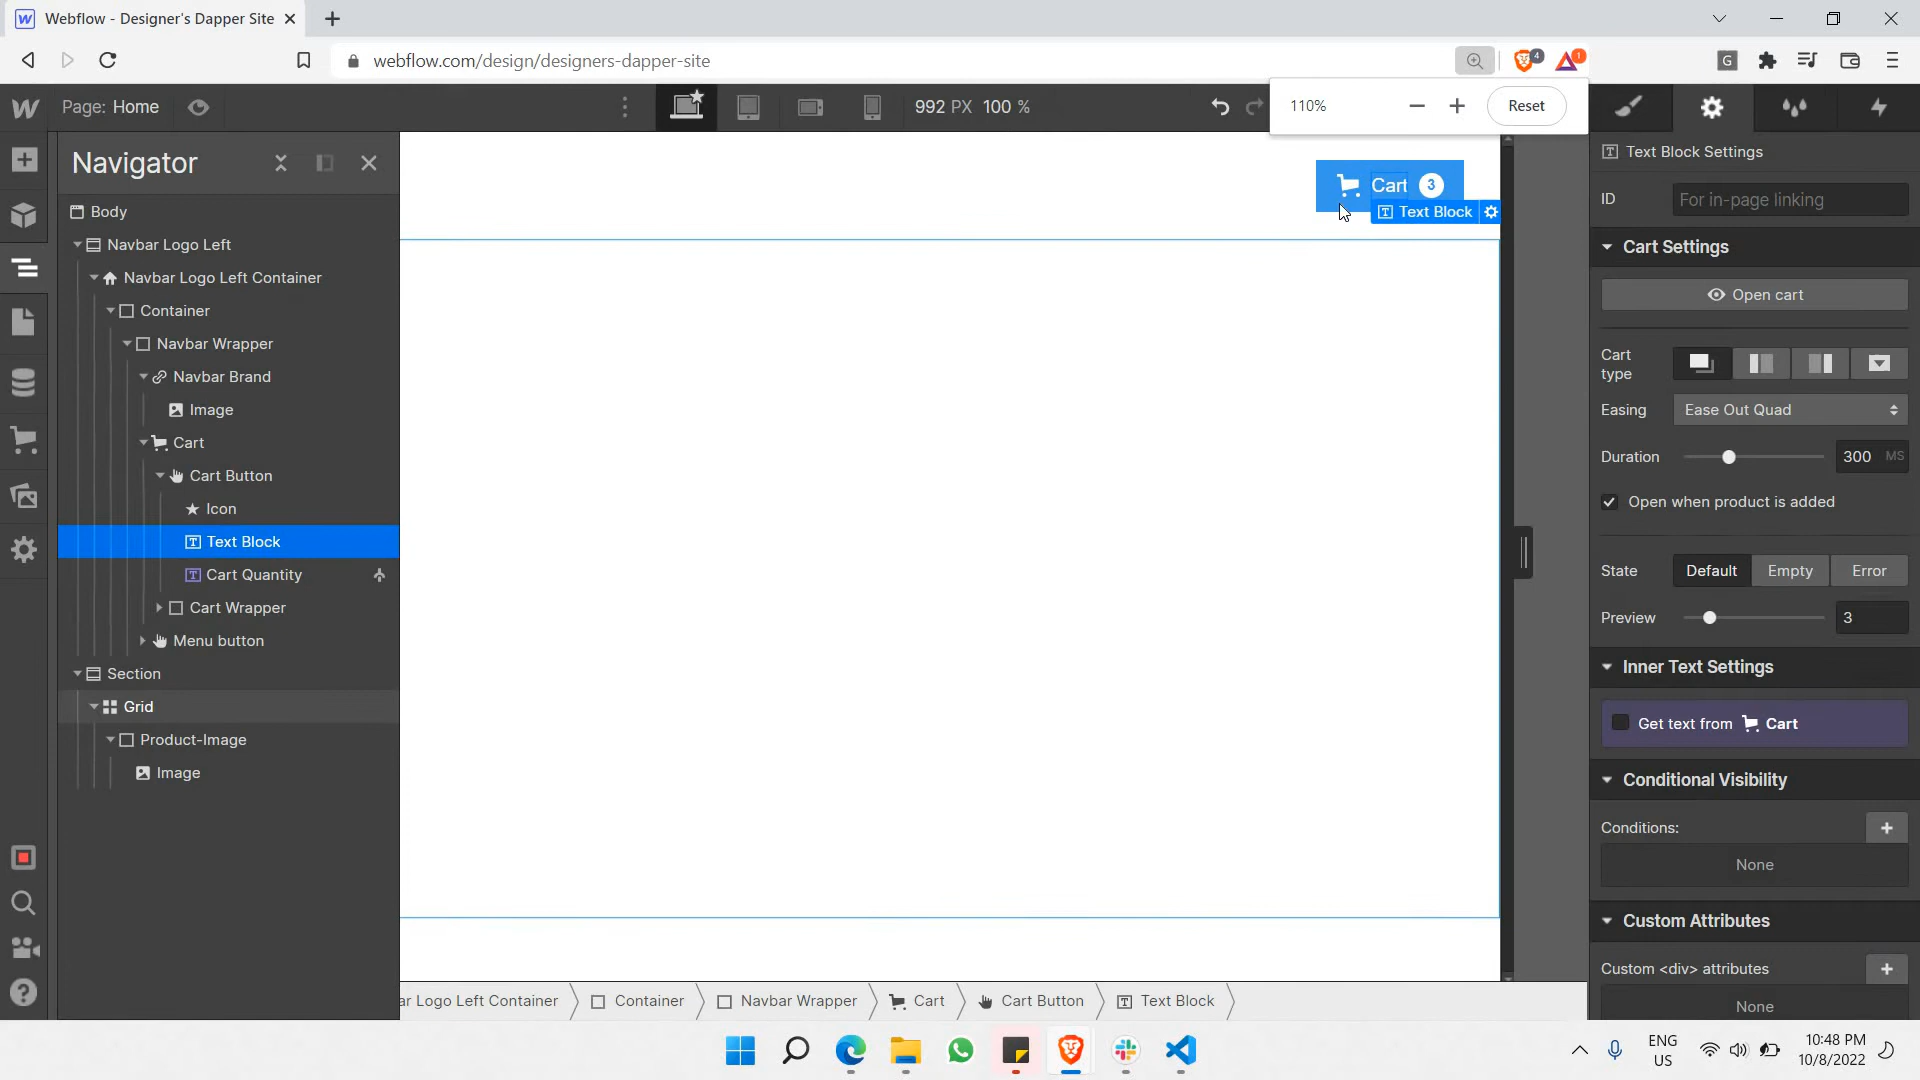 Webflow - Designer's Dapper Site
webflow.com/design/designers-dapper-site
4
1
G
Page: Home
992 PX 100 %
110%
Reset
Navigator
Body
Navbar Logo Left
Navbar Logo Left Container
Container
Navbar Wrapper
Navbar Brand
Image
Cart
Cart Button
Icon
Text Block
Cart Quantity
Cart Wrapper
Menu button
Section
Grid
Product-Image
Image
Cart 3
Text Block
Text Block Settings
ID For in-page linking
Cart Settings
Open cart
Cart type
Easing Ease Out Quad
Duration 300 MS
Open when product is added
State Default Empty Error
Preview 3
Inner Text Settings
Get text from Cart
Conditional Visibility
Conditions:
None
Custom Attributes
Custom <div> attributes
None
ar Logo Left Container Container Navbar Wrapper Cart Cart Button Text Block
ENG
US
10:48 PM
10/8/2022